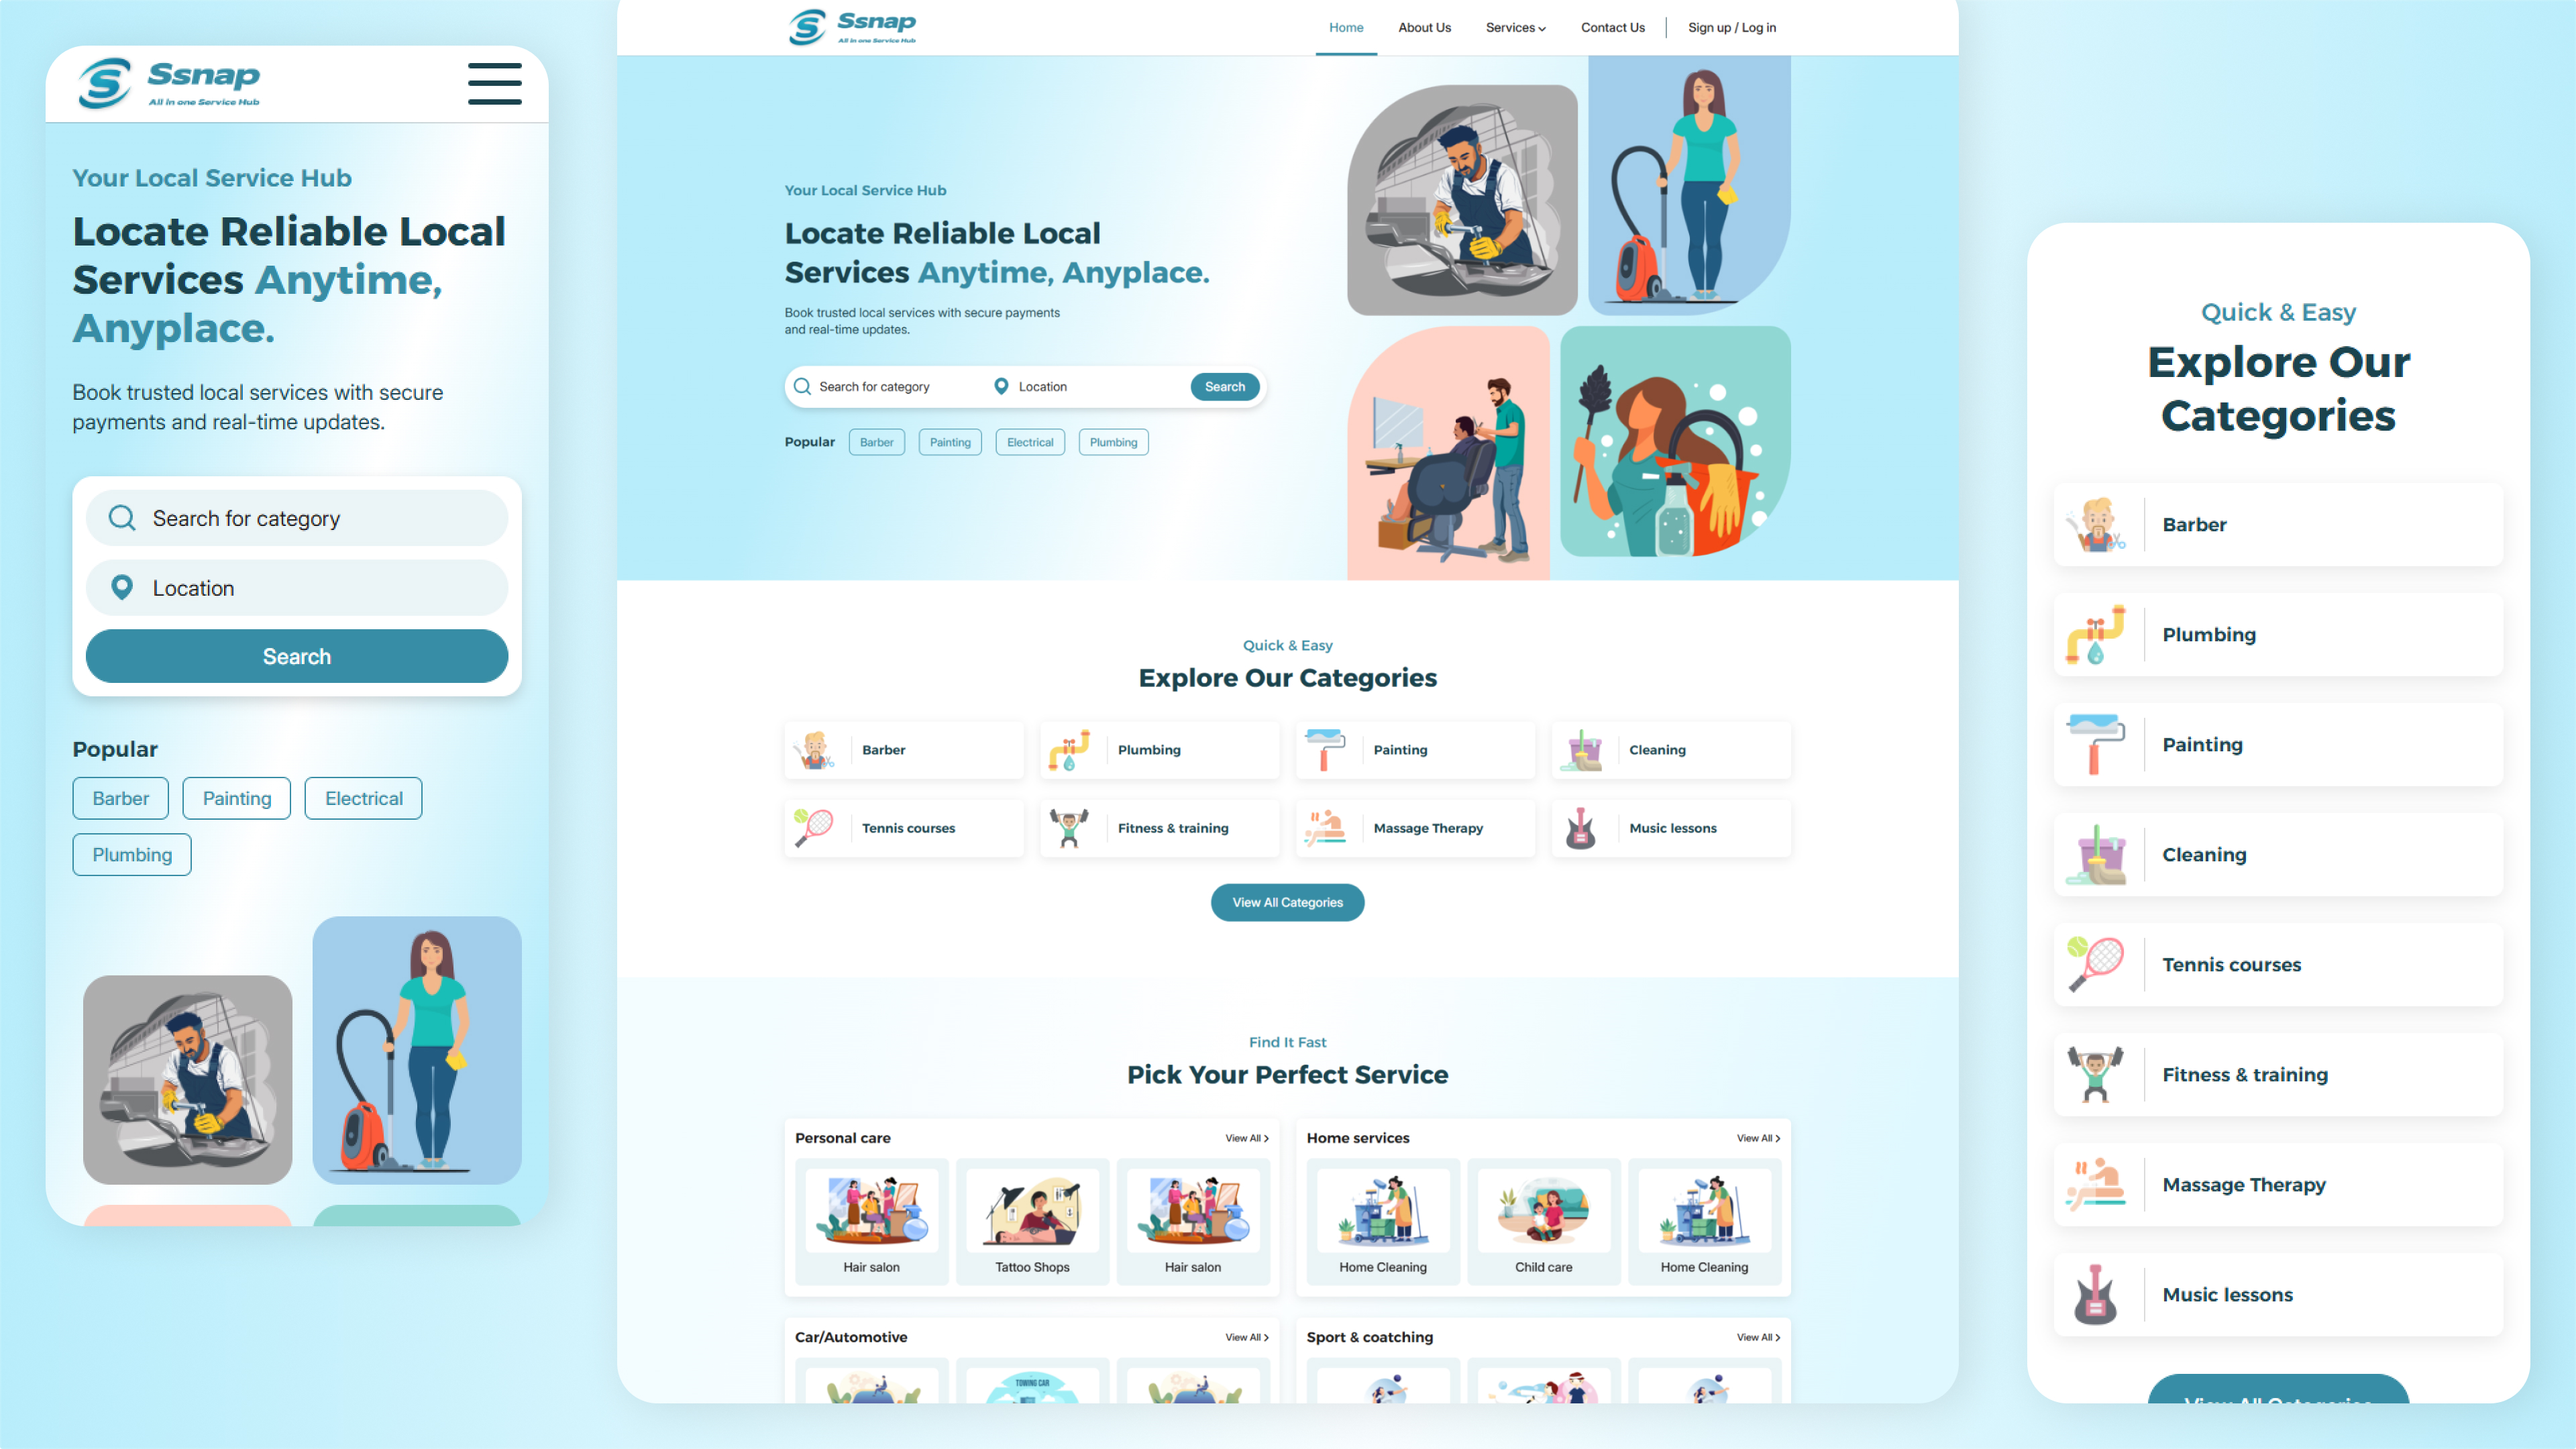 Ssnap
All in one Service Hub
Your Local Service Hub
Locate Reliable Local
Services Anytime,
Anyplace.
Book trusted local services with secure
payments and real-time updates.
Search for category
Location
Search
Popular
Barber
Painting
Electrical
Plumbing
Ssnap
All in one Service Hub
Home
About Us
Services
Contact Us
Sign up / Log in
Your Local Service Hub
Locate Reliable Local
Services Anytime, Anyplace.
Book trusted local services with secure payments
and real-time updates.
Search for category
Location
Search
Popular
Barber
Painting
Electrical
Plumbing
Quick & Easy
Explore Our Categories
Barber
Plumbing
Painting
Cleaning
Tennis courses
Fitness & training
Massage Therapy
Music lessons
View All Categories
Find It Fast
Pick Your Perfect Service
Personal care
View All
Hair salon
Tattoo Shops
Hair salon
Home services
View All
Home Cleaning
Child care
Home Cleaning
Car/Automotive
View All
TOWING CAR
Sport & coatching
View All
Quick & Easy
Explore Our
Categories
Barber
Plumbing
Painting
Cleaning
Tennis courses
Fitness & training
Massage Therapy
Music lessons
View All Categories